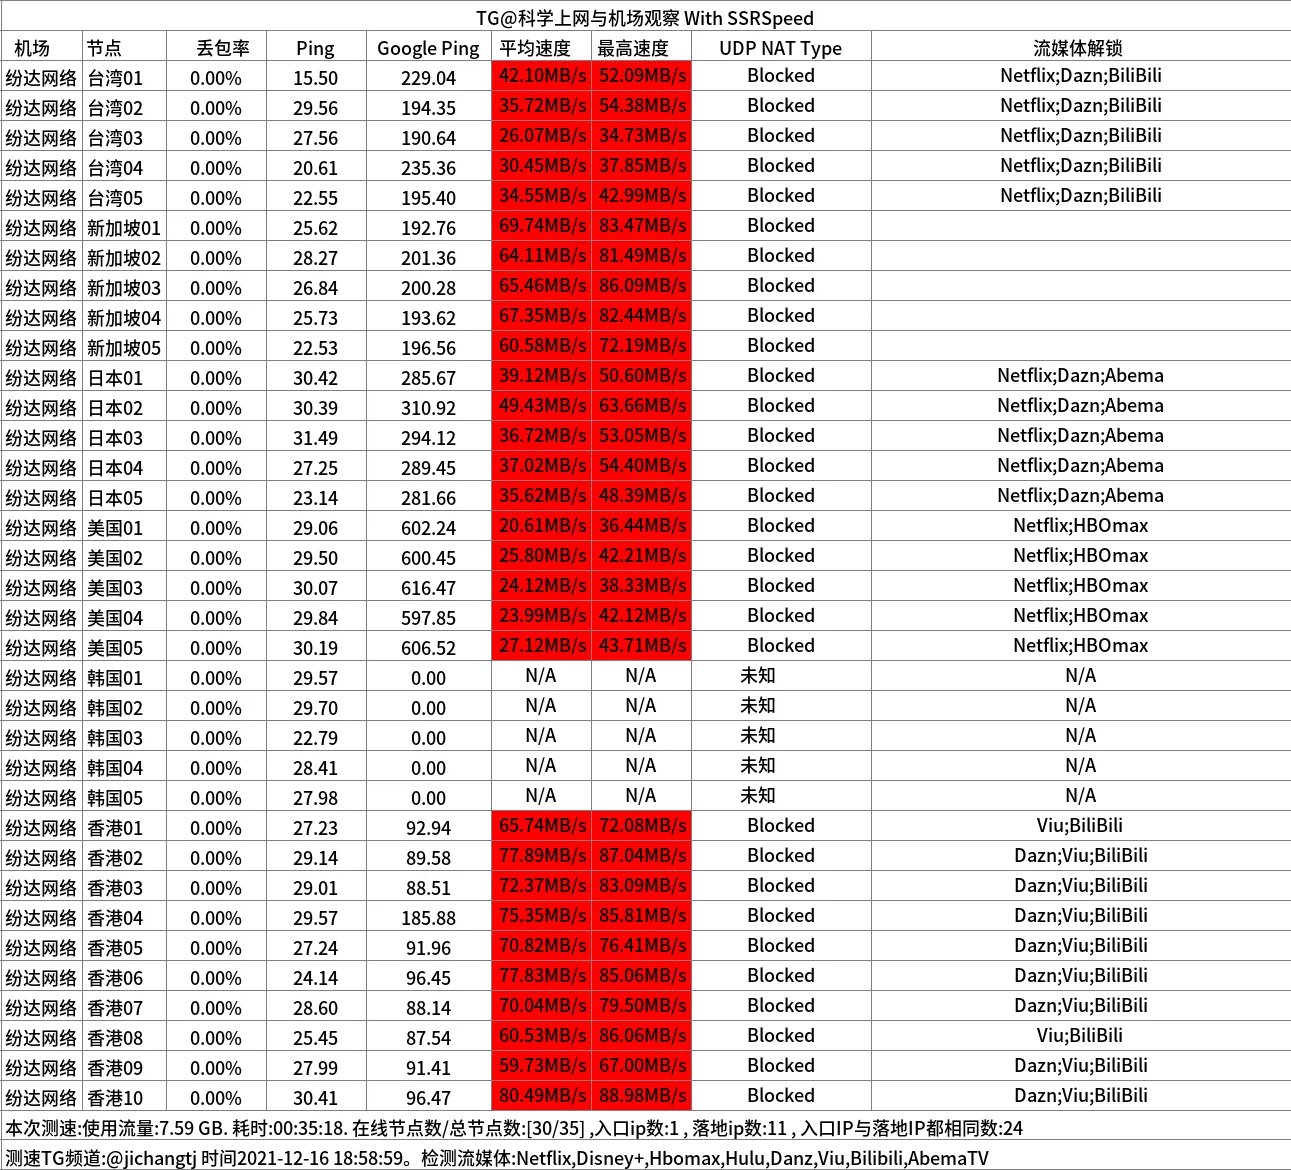 TG@科学上网与机场观察 With SSRSpeed
机场 节点 丢包率 Ping Google Ping 平均速度 最高速度 UDP NAT Type 流媒体解锁
纷达网络 台湾01 0.00% 15.50 229.04 42.10MB/s 52.09MB/s Blocked Netflix;Dazn;BiliBili
纷达网络 台湾02 0.00% 29.56 194.35 35.72MB/s 54.38MB/s Blocked Netflix;Dazn;BiliBili
纷达网络 台湾03 0.00% 27.56 190.64 26.07MB/s 34.73MB/s Blocked Netflix;Dazn;BiliBili
纷达网络 台湾04 0.00% 20.61 235.36 30.45MB/s 37.85MB/s Blocked Netflix;Dazn;BiliBili
纷达网络 台湾05 0.00% 22.55 195.40 34.55MB/s 42.99MB/s Blocked Netflix;Dazn;BiliBili
纷达网络 新加坡01 0.00% 25.62 192.76 69.74MB/s 83.47MB/s Blocked
纷达网络 新加坡02 0.00% 28.27 201.36 64.11MB/s 81.49MB/s Blocked
纷达网络 新加坡03 0.00% 26.84 200.28 65.46MB/s 86.09MB/s Blocked
纷达网络 新加坡04 0.00% 25.73 193.62 67.35MB/s 82.44MB/s Blocked
纷达网络 新加坡05 0.00% 22.53 196.56 60.58MB/s 72.19MB/s Blocked
纷达网络 日本01 0.00% 30.42 285.67 39.12MB/s 50.60MB/s Blocked Netflix;Dazn;Abema
纷达网络 日本02 0.00% 30.39 310.92 49.43MB/s 63.66MB/s Blocked Netflix;Dazn;Abema
纷达网络 日本03 0.00% 31.49 294.12 36.72MB/s 53.05MB/s Blocked Netflix;Dazn;Abema
纷达网络 日本04 0.00% 27.25 289.45 37.02MB/s 54.40MB/s Blocked Netflix;Dazn;Abema
纷达网络 日本05 0.00% 23.14 281.66 35.62MB/s 48.39MB/s Blocked Netflix;Dazn;Abema
纷达网络 美国01 0.00% 29.06 602.24 20.61MB/s 36.44MB/s Blocked Netflix;HBOmax
纷达网络 美国02 0.00% 29.50 600.45 25.80MB/s 42.21MB/s Blocked Netflix;HBOmax
纷达网络 美国03 0.00% 30.07 616.47 24.12MB/s 38.33MB/s Blocked Netflix;HBOmax
纷达网络 美国04 0.00% 29.84 597.85 23.99MB/s 42.12MB/s Blocked Netflix;HBOmax
纷达网络 美国05 0.00% 30.19 606.52 27.12MB/s 43.71MB/s Blocked Netflix;HBOmax
纷达网络 韩国01 0.00% 29.57 0.00 N/A N/A 未知 N/A
纷达网络 韩国02 0.00% 29.70 0.00 N/A N/A 未知 N/A
纷达网络 韩国03 0.00% 22.79 0.00 N/A N/A 未知 N/A
纷达网络 韩国04 0.00% 28.41 0.00 N/A N/A 未知 N/A
纷达网络 韩国05 0.00% 27.98 0.00 N/A N/A 未知 N/A
纷达网络 香港01 0.00% 27.23 92.94 65.74MB/s 72.08MB/s Blocked Viu;BiliBili
纷达网络 香港02 0.00% 29.14 89.58 77.89MB/s 87.04MB/s Blocked Dazn;Viu;BiliBili
纷达网络 香港03 0.00% 29.01 88.51 72.37MB/s 83.09MB/s Blocked Dazn;Viu;BiliBili
纷达网络 香港04 0.00% 29.57 185.88 75.35MB/s 85.81MB/s Blocked Dazn;Viu;BiliBili
纷达网络 香港05 0.00% 27.24 91.96 70.82MB/s 76.41MB/s Blocked Dazn;Viu;BiliBili
纷达网络 香港06 0.00% 24.14 96.45 77.83MB/s 85.06MB/s Blocked Dazn;Viu;BiliBili
纷达网络 香港07 0.00% 28.60 88.14 70.04MB/s 79.50MB/s Blocked Dazn;Viu;BiliBili
纷达网络 香港08 0.00% 25.45 87.54 60.53MB/s 86.06MB/s Blocked Viu;BiliBili
纷达网络 香港09 0.00% 27.99 91.41 59.73MB/s 67.00MB/s Blocked Dazn;Viu;BiliBili
纷达网络 香港10 0.00% 30.41 96.47 80.49MB/s 88.98MB/s Blocked Dazn;Viu;BiliBili
本次测速:使用流量:7.59 GB. 耗时:00:35:18. 在线节点数/总节点数:[30/35] ,入口ip数:1 , 落地ip数:11 , 入口IP与落地IP都相同数:24
测速TG频道:@jichangtj 时间2021-12-16 18:58:59。检测流媒体:Netflix,Disney+,Hbomax,Hulu,Danz,Viu,Bilibili,AbemaTV